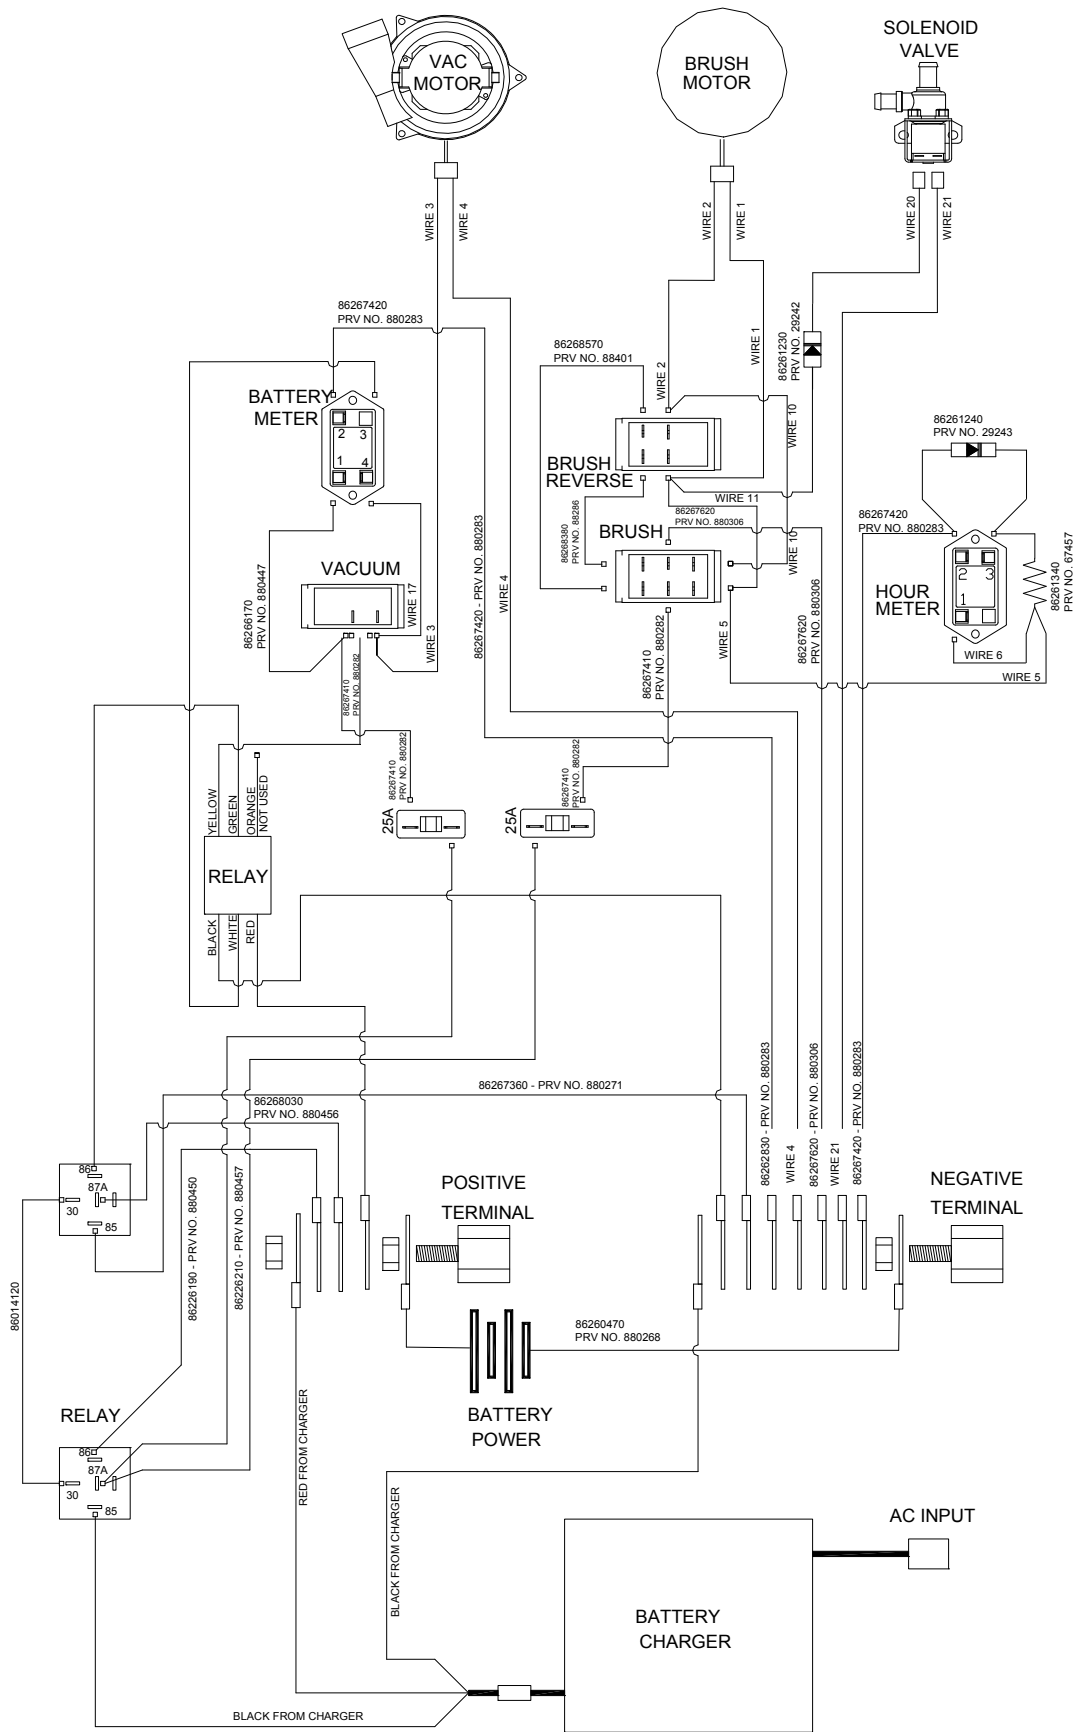 SOLENOID
VALVE
VAC
MOTOR
BRUSH
MOTOR
WIRE 3
WIRE 4
WIRE 2
WIRE 1
WIRE 20
WIRE 21
86267420
PRV NO. 880283
86268570
PRV NO. 88401
WIRE 2
WIRE 1
86261230
PRV NO. 29242
BATTERY
METER
2 3
1 4
WIRE 10
86261240
PRV NO. 29243
BRUSH
REVERSE
WIRE 11
86267620
PRV NO. 880306
86268380
PRV NO. 88286
BRUSH
WIRE 10
86267420
PRV NO. 880283
86261340
PRV NO. 67457
HOUR
METER
2 3
1
WIRE 6
WIRE 5
VACUUM
86266170
PRV NO. 880447
WIRE 17
WIRE 3
86267420 - PRV NO. 880283
WIRE 4
86267410
PRV NO. 880282
86267410
PRV NO. 880282
WIRE 5
86267620
PRV NO. 880306
86267410
PRV NO. 880282
86267410
PRV NO. 880282
25A
25A
YELLOW
GREEN
ORANGE
NOT USED
RELAY
BLACK
WHITE
RED
86267360 - PRV NO. 880271
86268030
PRV NO. 880456
86262830 - PRV NO. 880283
WIRE 4
86267620 - PRV NO. 880306
WIRE 21
86267420 - PRV NO. 880283
86
87A
30
85
POSITIVE
TERMINAL
NEGATIVE
TERMINAL
86226190 - PRV NO. 880450
86226210 - PRV NO. 880457
86014120
86260470
PRV NO. 880268
RELAY
86
87A
30
85
BATTERY
POWER
RED FROM CHARGER
BLACK FROM CHARGER
AC INPUT
BATTERY
CHARGER
BLACK FROM CHARGER